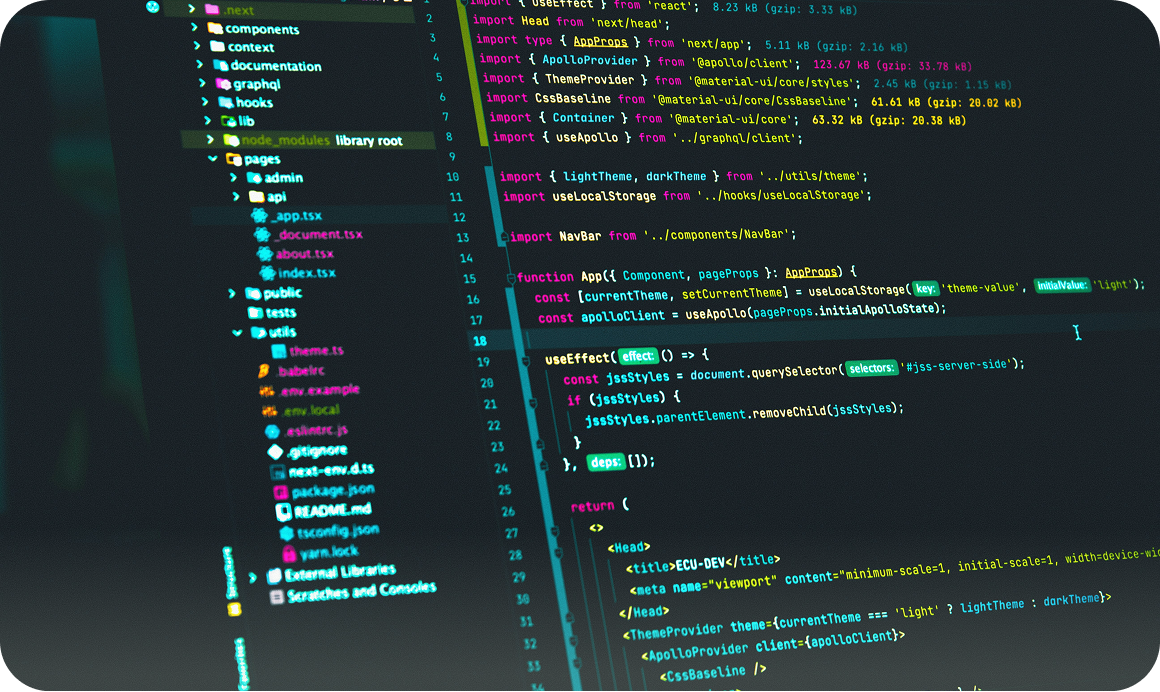 .next
components
context
documentation
graphql
hooks
lib
node_modules library root
pages
admin
api
_app.tsx
_document.tsx
about.tsx
index.tsx
public
tests
utils
theme.ts
.babelrc
.env.example
.env.local
.eslintrc.js
.gitignore
next-env.d.ts
package.json
README.md
tsconfig.json
yarn.lock
External Libraries
Scratches and Consoles
Structure
Favorites
1 import { useEffect } from 'react'; 8.23 kB (gzip: 3.33 kB)
2 import Head from 'next/head';
3 import type { AppProps } from 'next/app'; 5.11 kB (gzip: 2.16 kB)
4 import { ApolloProvider } from '@apollo/client'; 123.67 kB (gzip: 33.78 kB)
5 import { ThemeProvider } from '@material-ui/core/styles'; 2.45 kB (gzip: 1.15 kB)
6 import CssBaseline from '@material-ui/core/CssBaseline'; 61.61 kB (gzip: 20.02 kB)
7 import { Container } from '@material-ui/core'; 63.32 kB (gzip: 20.38 kB)
8 import { useApollo } from '../graphql/client';
9
10 import { lightTheme, darkTheme } from '../utils/theme';
11 import useLocalStorage from '../hooks/useLocalStorage';
12
13 import NavBar from '../components/NavBar';
14
15 function App({ Component, pageProps }: AppProps) {
16 const [currentTheme, setCurrentTheme] = useLocalStorage( key: 'theme-value', initialValue: 'light');
17 const apolloClient = useApollo(pageProps.initialApolloState);
18
19 useEffect( effect: () => {
20 const jssStyles = document.querySelector( selectors: '#jss-server-side');
21 if (jssStyles) {
22 jssStyles.parentElement.removeChild(jssStyles);
23 }
24 }, deps: []);
25
26 return (
27 <>
28 <Head>
29 <title>ECU-DEV</title>
30 <meta name="viewport" content="minimum-scale=1, initial-scale=1, width=device-wid
31 </Head>
32 <ThemeProvider theme={currentTheme === 'light' ? lightTheme : darkTheme}>
33 <ApolloProvider client={apolloClient}>
34 <CssBaseline />